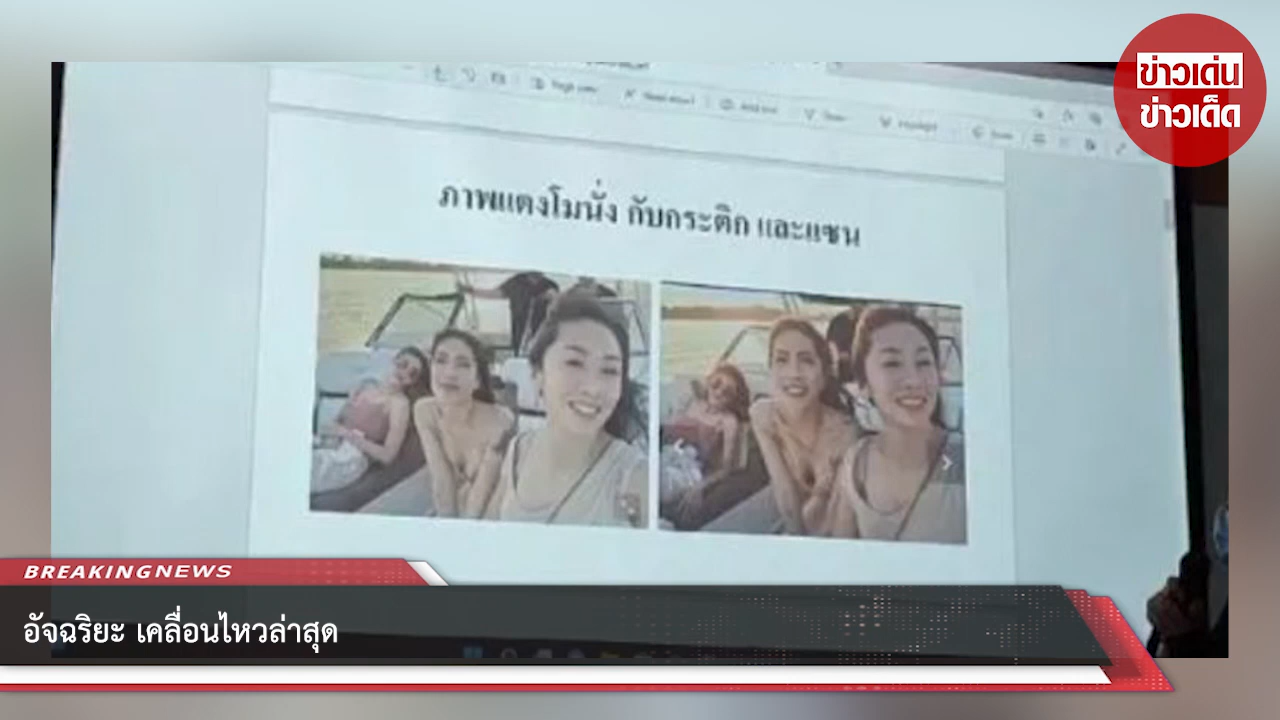 ข่าวเด่น
ข่าวเด็ด
ภาพแตงโมนั่ง กับกระติก และแซน
BREAKING NEWS
อัจฉริยะ เคลื่อนไหวล่าสุด